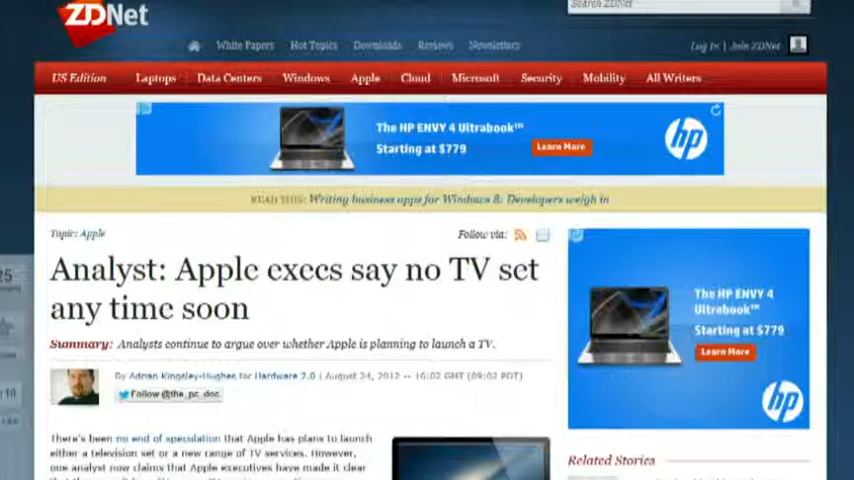 ZDNet
Search ZDNet
White Papers Hot Topics Downloads Reviews Newsletters
Log In | Join ZDNet
US Edition Laptops Data Centers Windows Apple Cloud Microsoft Security Mobility All Writers
The HP ENVY 4 Ultrabook™
Starting at $779
Learn More
hp
READ THIS: Writing business apps for Windows 8: Developers weigh in
Topic: Apple
Follow via:
Analyst: Apple execs say no TV set
any time soon
Summary: Analysts continue to argue over whether Apple is planning to launch a TV.
By Adrian Kingsley-Hughes for Hardware 2.0 | August 24, 2012 -- 16:02 GMT (09:02 PDT)
Follow @the_pc_doc
There's been no end of speculation that Apple has plans to launch
either a television set or a new range of TV services. However,
one analyst now claims that Apple executives have made it clear
The HP ENVY 4
Ultrabook™
Starting at $779
Learn More
hp
Related Stories